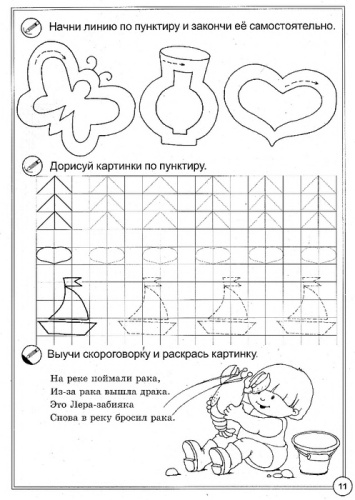 Начни линию по пунктиру и закончи её самостоятельно.
Дорисуй картинки по пунктиру.
Выучи скороговорку и раскрась картинку.
На реке поймали рака,
Из-за рака вышла драка.
Это Лера-забияка
Снова в реку бросил рака.
11